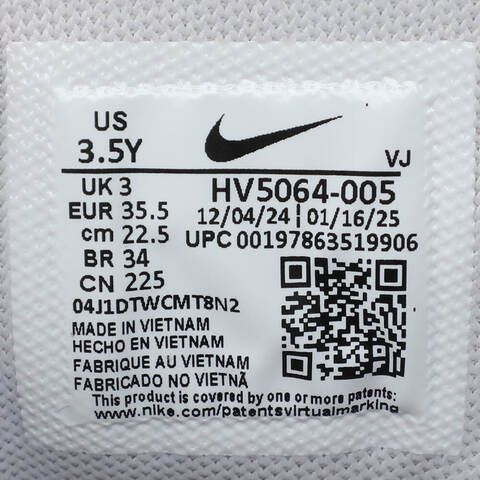 US
3.5Y
VJ
UK 3
HV5064-005
EUR 35.5
12/04/24 | 01/16/25
cm 22.5
UPC 00197863519906
BR 34
CN 225
04J1DTWCMT8N2
MADE IN VIETNAM
HECHO EN VIETNAM
FABRIQUE AU VIETNAM
FABRICADO NO VIETNÃ
This product is covered by one or more patents:
www.nike.com/patentsvirtualmarking